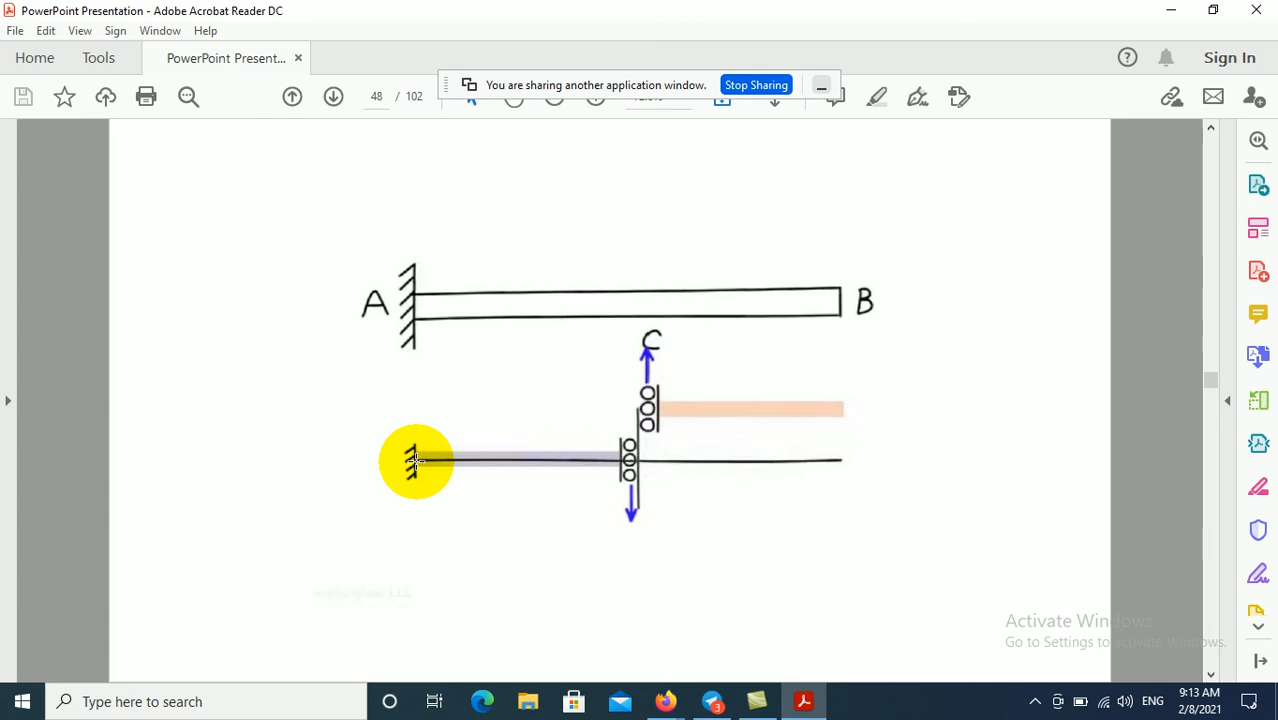 PowerPoint Presentation - Adobe Acrobat Reader DC
File Edit View Sign Window Help
Home Tools PowerPoint Present... × Sign In
You are sharing another application window. Stop Sharing
48 / 102
A B
C
Activate Windows
Go to Settings to activate Windows.
Type here to search
3
ENG
9:13 AM
2/8/2021